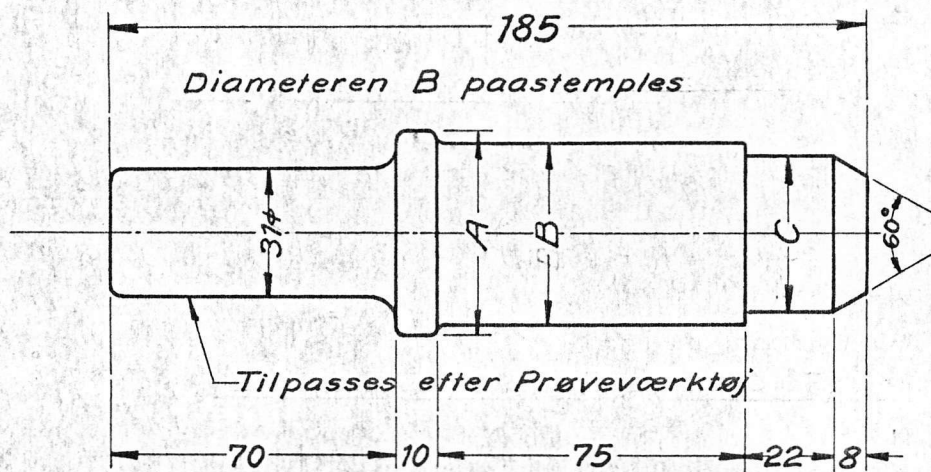 185
Diameteren B paastemples
31ϕ
A
B
C
60°
Tilpasses efter Prøveværktøj
70
10
75
22
8